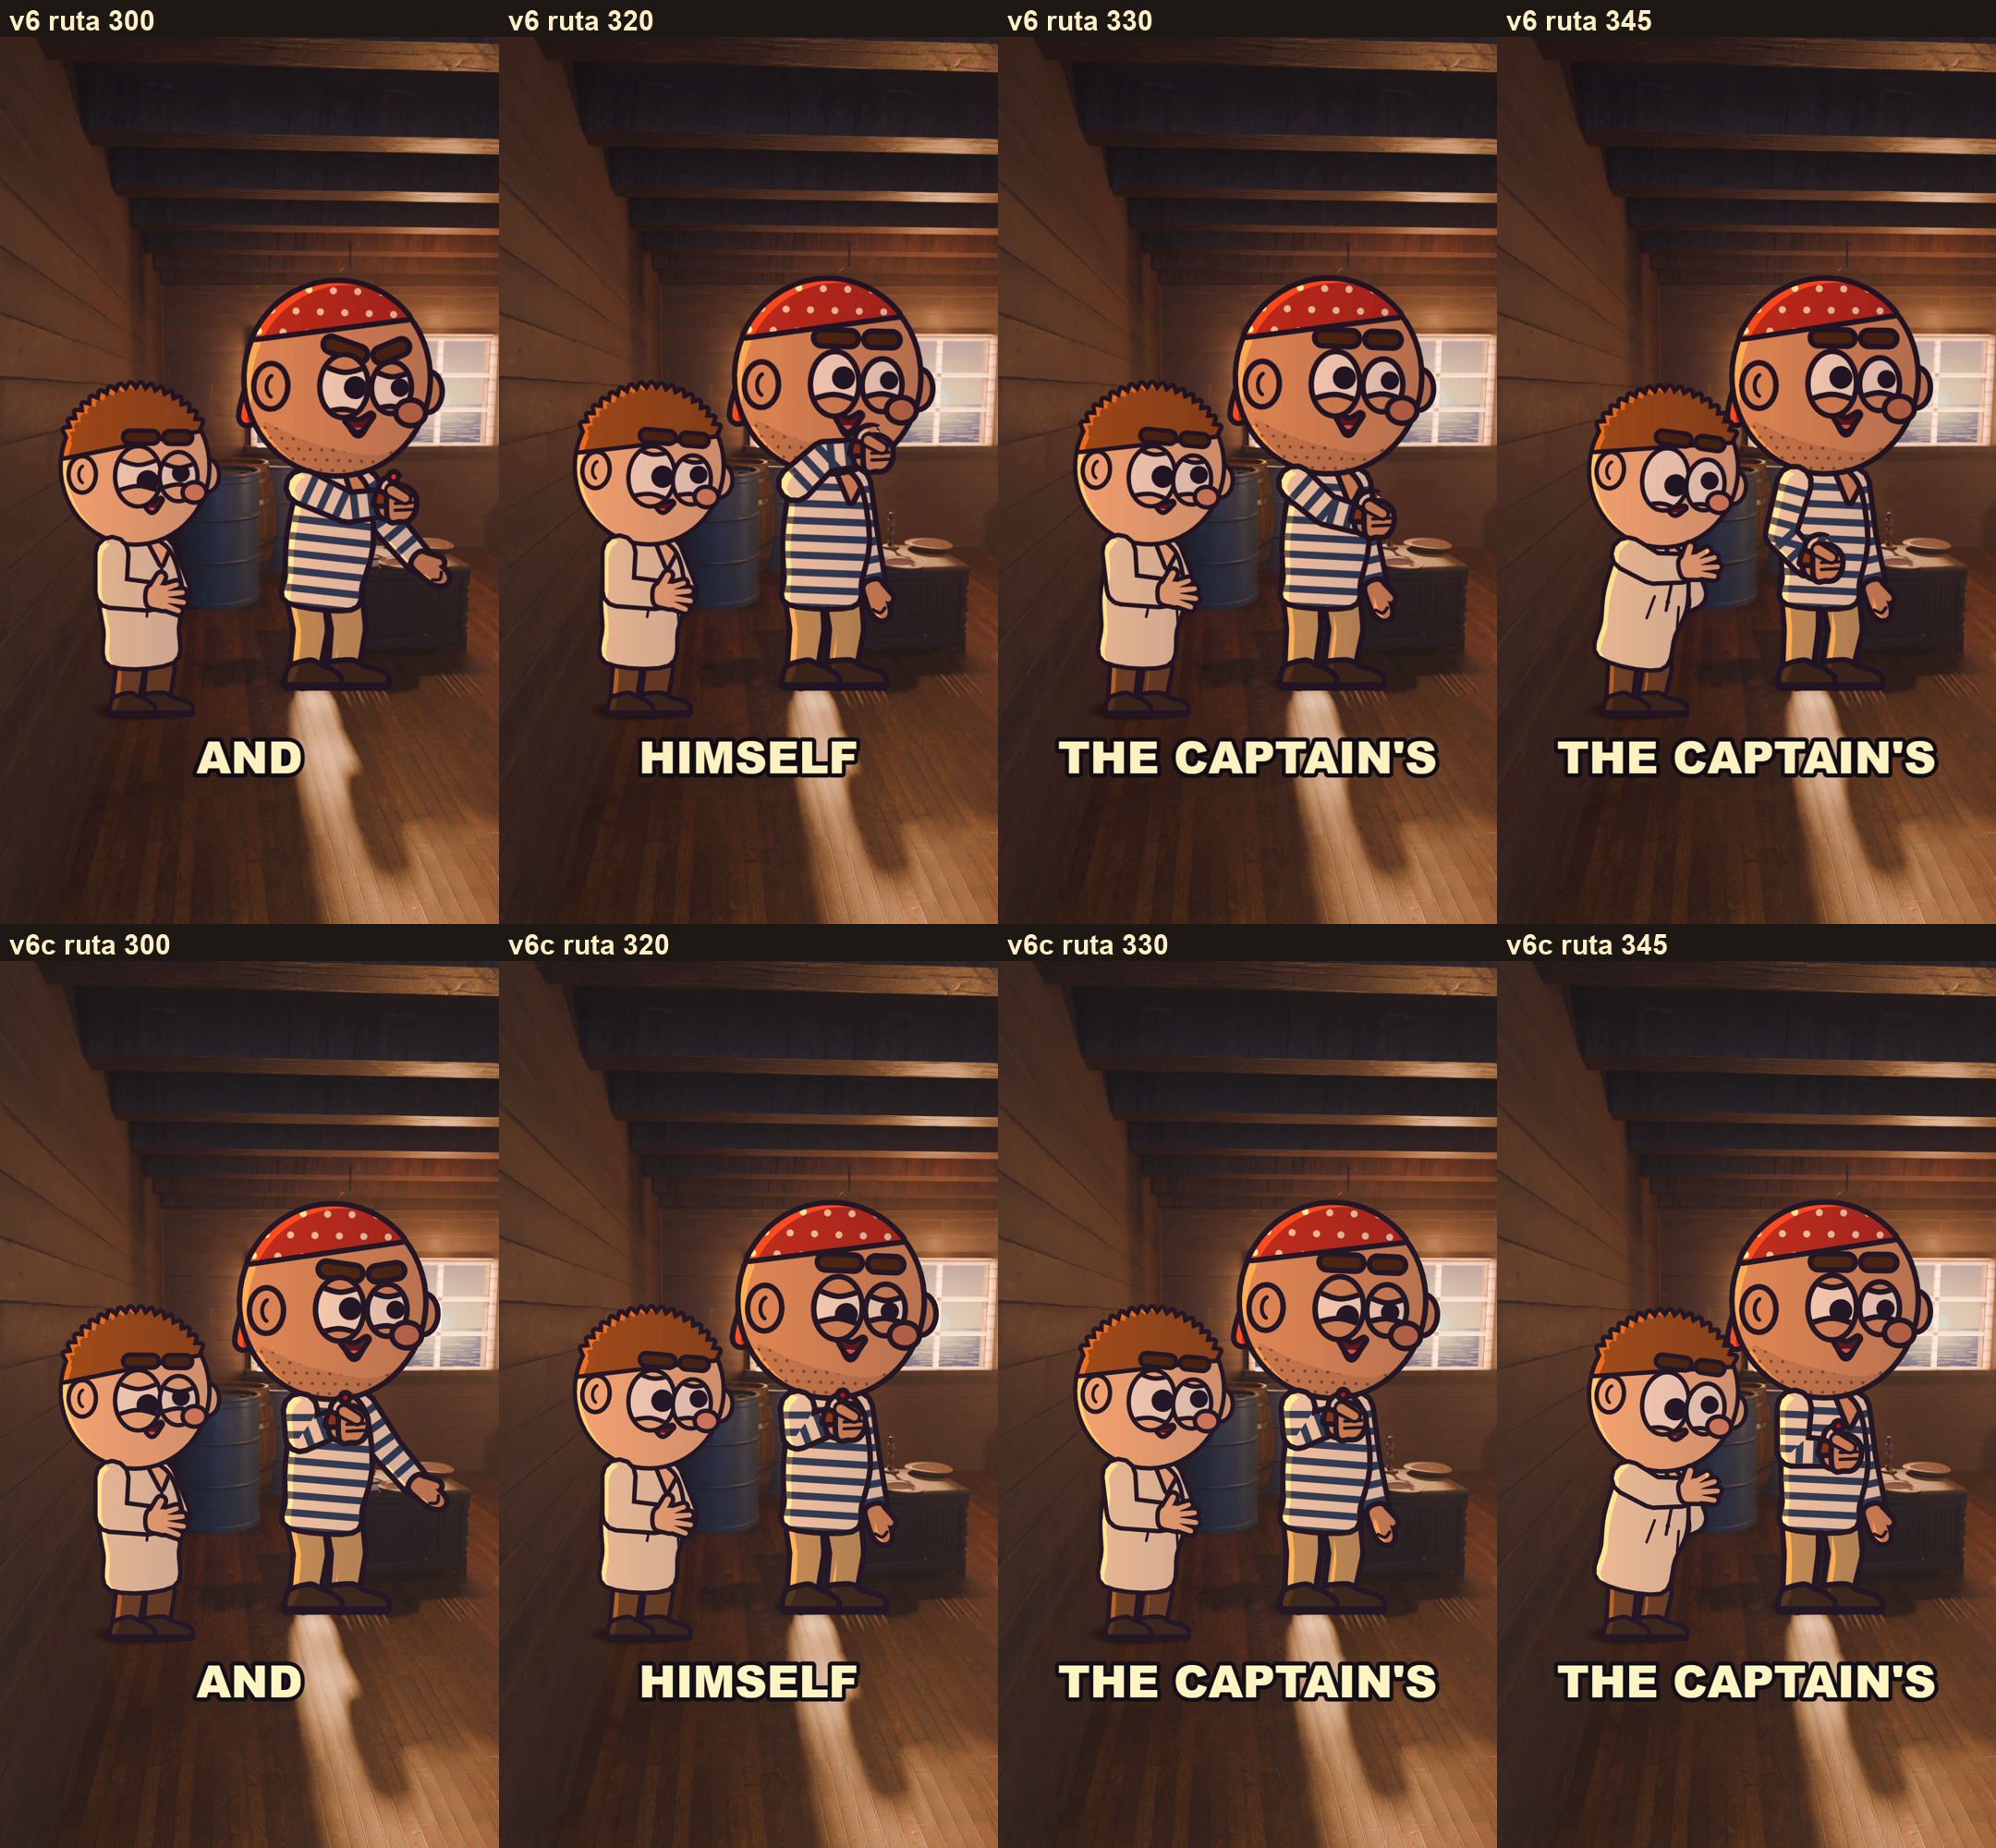 v6 ruta 300
v6 ruta 320
v6 ruta 330
v6 ruta 345
AND
HIMSELF
THE CAPTAIN'S
THE CAPTAIN'S
v6c ruta 300
v6c ruta 320
v6c ruta 330
v6c ruta 345
AND
HIMSELF
THE CAPTAIN'S
THE CAPTAIN'S